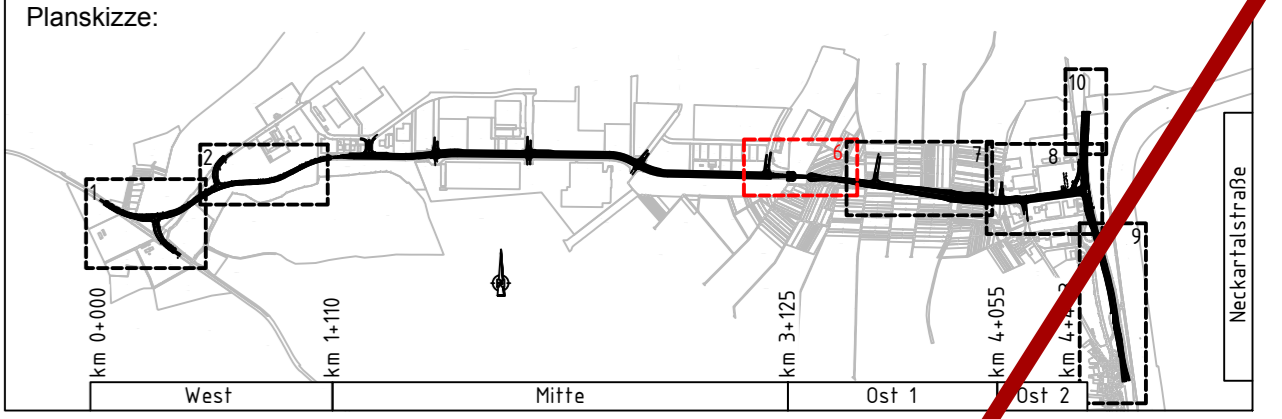 Planskizze:
10
2
6
7
8
1
9
Neckartalstraße
km 0+000
km 1+110
km 3+125
km 4+055
West
Mitte
Ost 1
Ost 2